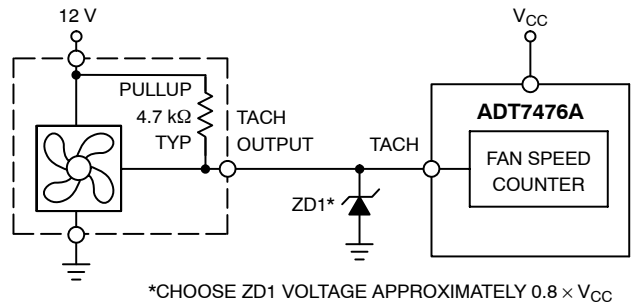 12 V
VCC
PULLUP
4.7 kΩ
TYP
TACH
OUTPUT
TACH
ADT7476A
FAN SPEED
COUNTER
ZD1*
*CHOOSE ZD1 VOLTAGE APPROXIMATELY 0.8 × VCC